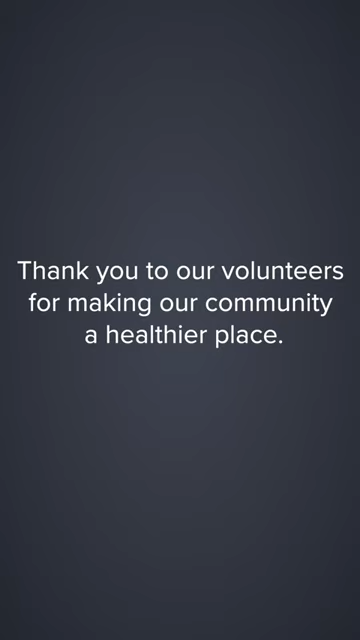 Thank you to our volunteers
for making our community
a healthier place.